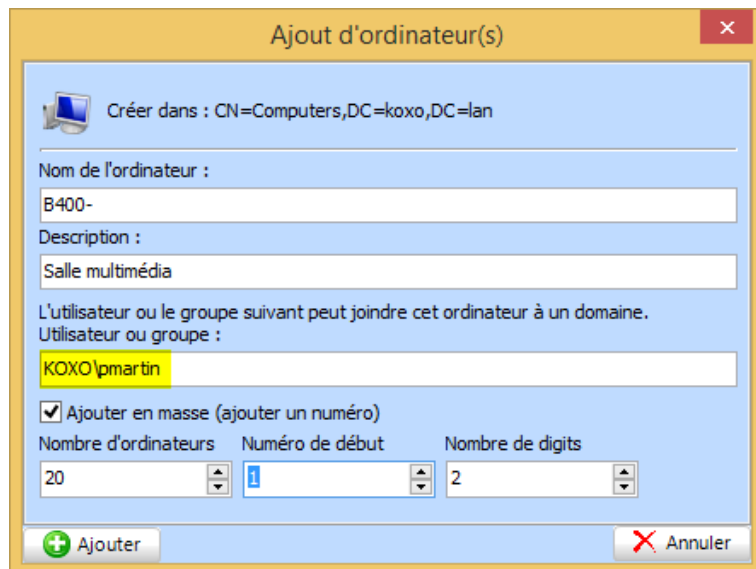 Ajout d'ordinateur(s)
Créer dans : CN=Computers,DC=koxo,DC=lan
Nom de l'ordinateur :
B400-
Description :
Salle multimédia
L'utilisateur ou le groupe suivant peut joindre cet ordinateur à un domaine.
Utilisateur ou groupe :
KOXO\pmartin
Ajouter en masse (ajouter un numéro)
Nombre d'ordinateurs Numéro de début Nombre de digits
20 1 2
Ajouter Annuler